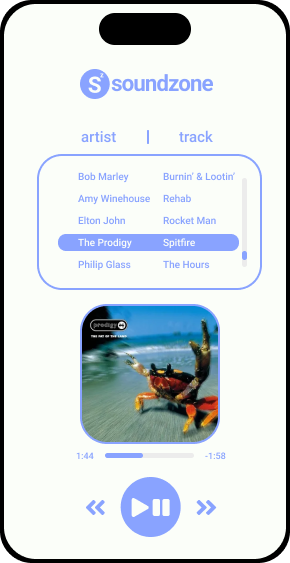 S z soundzone
artist | track
Bob Marley Burnin' & Lootin'
Amy Winehouse Rehab
Elton John Rocket Man
The Prodigy Spitfire
Philip Glass The Hours
prodigy
THE FAT OF THE LAND
1:44 -1:58